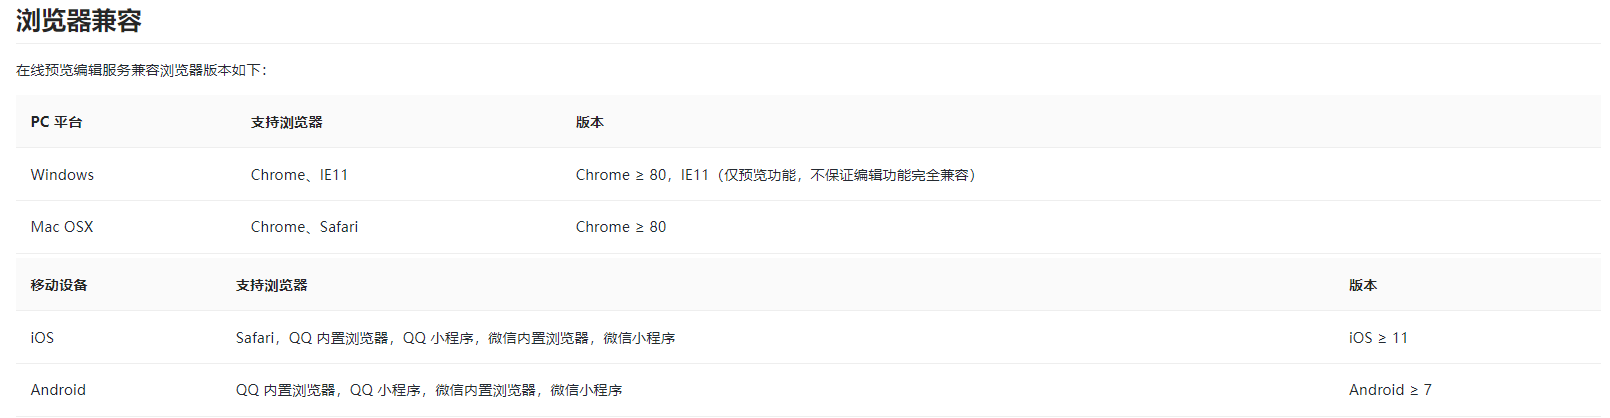 浏览器兼容
在线预览编辑服务兼容浏览器版本如下：
PC 平台 支持浏览器 版本
Windows Chrome、IE11 Chrome ≥ 80，IE11（仅预览功能，不保证编辑功能完全兼容）
Mac OSX Chrome、Safari Chrome ≥ 80
移动设备 支持浏览器 版本
iOS Safari，QQ 内置浏览器，QQ 小程序，微信内置浏览器，微信小程序 iOS ≥ 11
Android QQ 内置浏览器，QQ 小程序，微信内置浏览器，微信小程序 Android ≥ 7